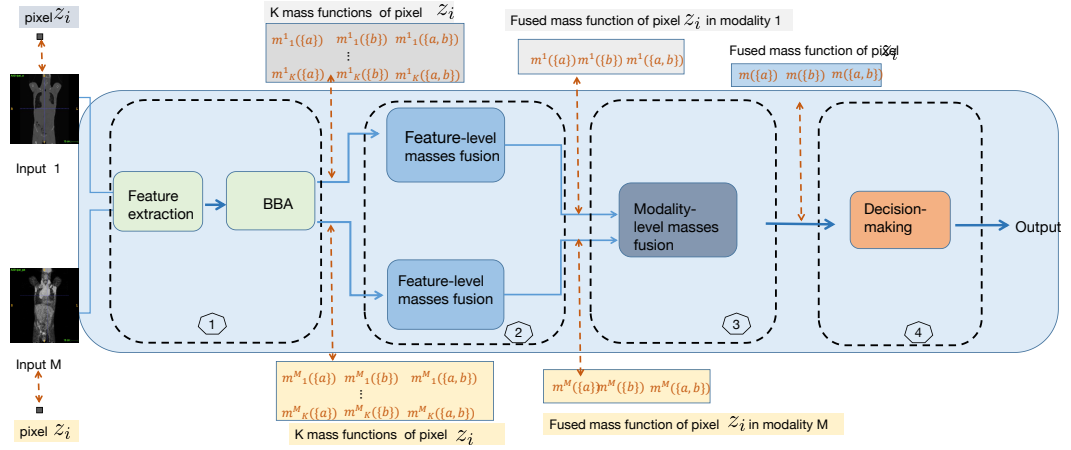 pixel z_i
K mass functions of pixel z_i
m^1_1({a}) m^1_1({b}) m^1_1({a, b})
⋮
m^1_K({a}) m^1_K({b}) m^1_K({a, b})
Fused mass function of pixel z_i in modality 1
m^1({a}) m^1({b}) m^1({a, b})
Fused mass function of pixel z_i
m({a}) m({b}) m({a, b})
Input 1
Feature
extraction
BBA
Feature-level
masses fusion
Feature-level
masses fusion
Modality-
level masses
fusion
Decision-
making
Output
1
2
3
4
Input M
pixel z_i
m^M_1({a}) m^M_1({b}) m^M_1({a, b})
⋮
m^M_K({a}) m^M_K({b}) m^M_K({a, b})
K mass functions of pixel z_i
m^M({a}) m^M({b}) m^M({a, b})
Fused mass function of pixel z_i in modality M